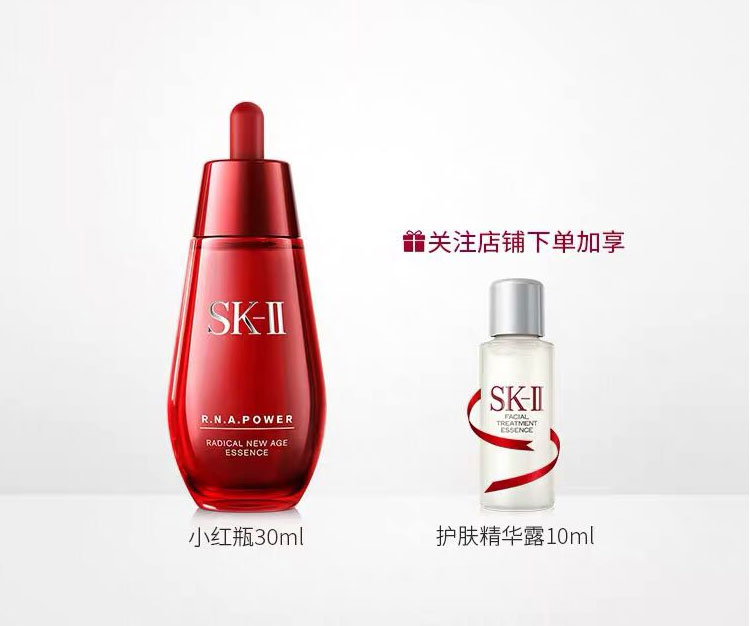 SK-II
R.N.A.POWER
RADICAL NEW AGE
ESSENCE
小红瓶30ml
关注店铺下单加享
SK-II
FACIAL
TREATMENT
ESSENCE
护肤精华露10ml